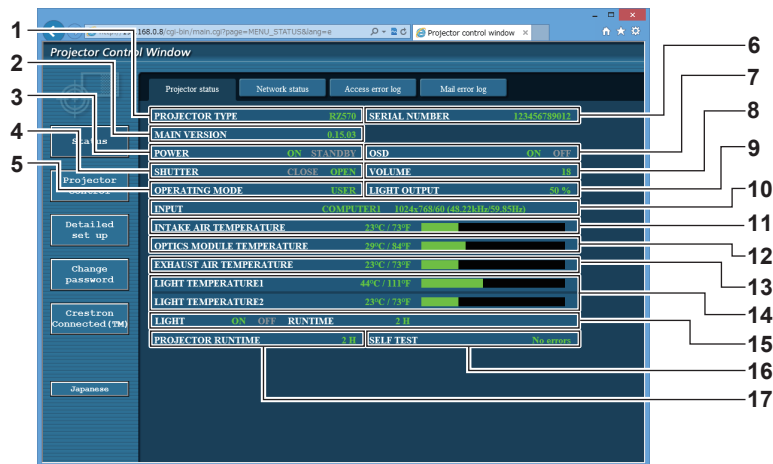 168.0.8/cgi-bin/main.cgi?page=MENU_STATUS&lang=e
Projector control window
Projector Control Window
Projector status
Network status
Access error log
Mail error log
Status
Projector
control
Detailed
set up
Change
password
Crestron
Connected(TM)
Japanese
PROJECTOR TYPE RZ570
SERIAL NUMBER 123456789012
MAIN VERSION 0.15.03
POWER ON STANDBY
OSD ON OFF
SHUTTER CLOSE OPEN
VOLUME 18
OPERATING MODE USER
LIGHT OUTPUT 50 %
INPUT COMPUTER1 1024x768/60 (48.22kHz/59.85Hz)
INTAKE AIR TEMPERATURE 23°C / 73°F
OPTICS MODULE TEMPERATURE 29°C / 84°F
EXHAUST AIR TEMPERATURE 23°C / 73°F
LIGHT TEMPERATURE1 44°C / 111°F
LIGHT TEMPERATURE2 23°C / 73°F
LIGHT ON OFF RUNTIME 2 H
PROJECTOR RUNTIME 2 H
SELF TEST No errors
1
2
3
4
5
6
7
8
9
10
11
12
13
14
15
16
17